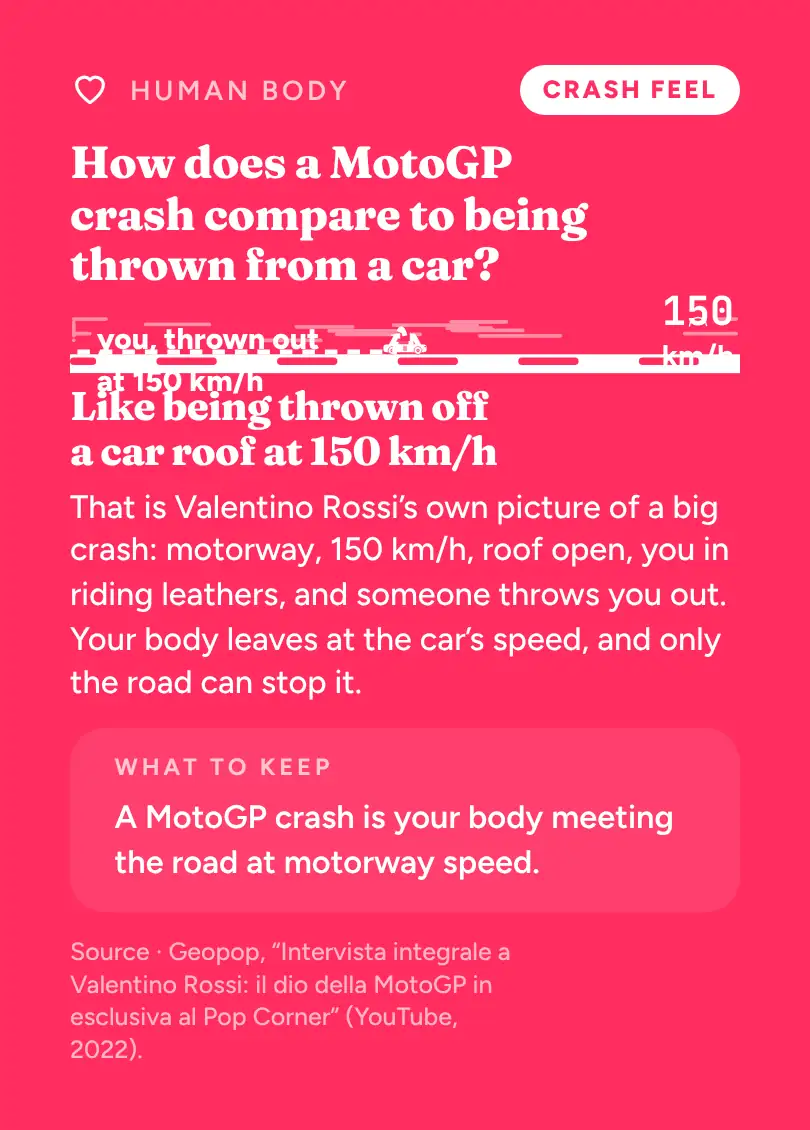 HUMAN BODY
CRASH FEEL
How does a MotoGP
crash compare to being
thrown from a car?
150
km/h
you, thrown out
at 150 km/h
Like being thrown off
a car roof at 150 km/h
That is Valentino Rossi’s own picture of a big
crash: motorway, 150 km/h, roof open, you in
riding leathers, and someone throws you out.
Your body leaves at the car’s speed, and only
the road can stop it.
WHAT TO KEEP
A MotoGP crash is your body meeting
the road at motorway speed.
Source · Geopop, “Intervista integrale a
Valentino Rossi: il dio della MotoGP in
esclusiva al Pop Corner” (YouTube,
2022).